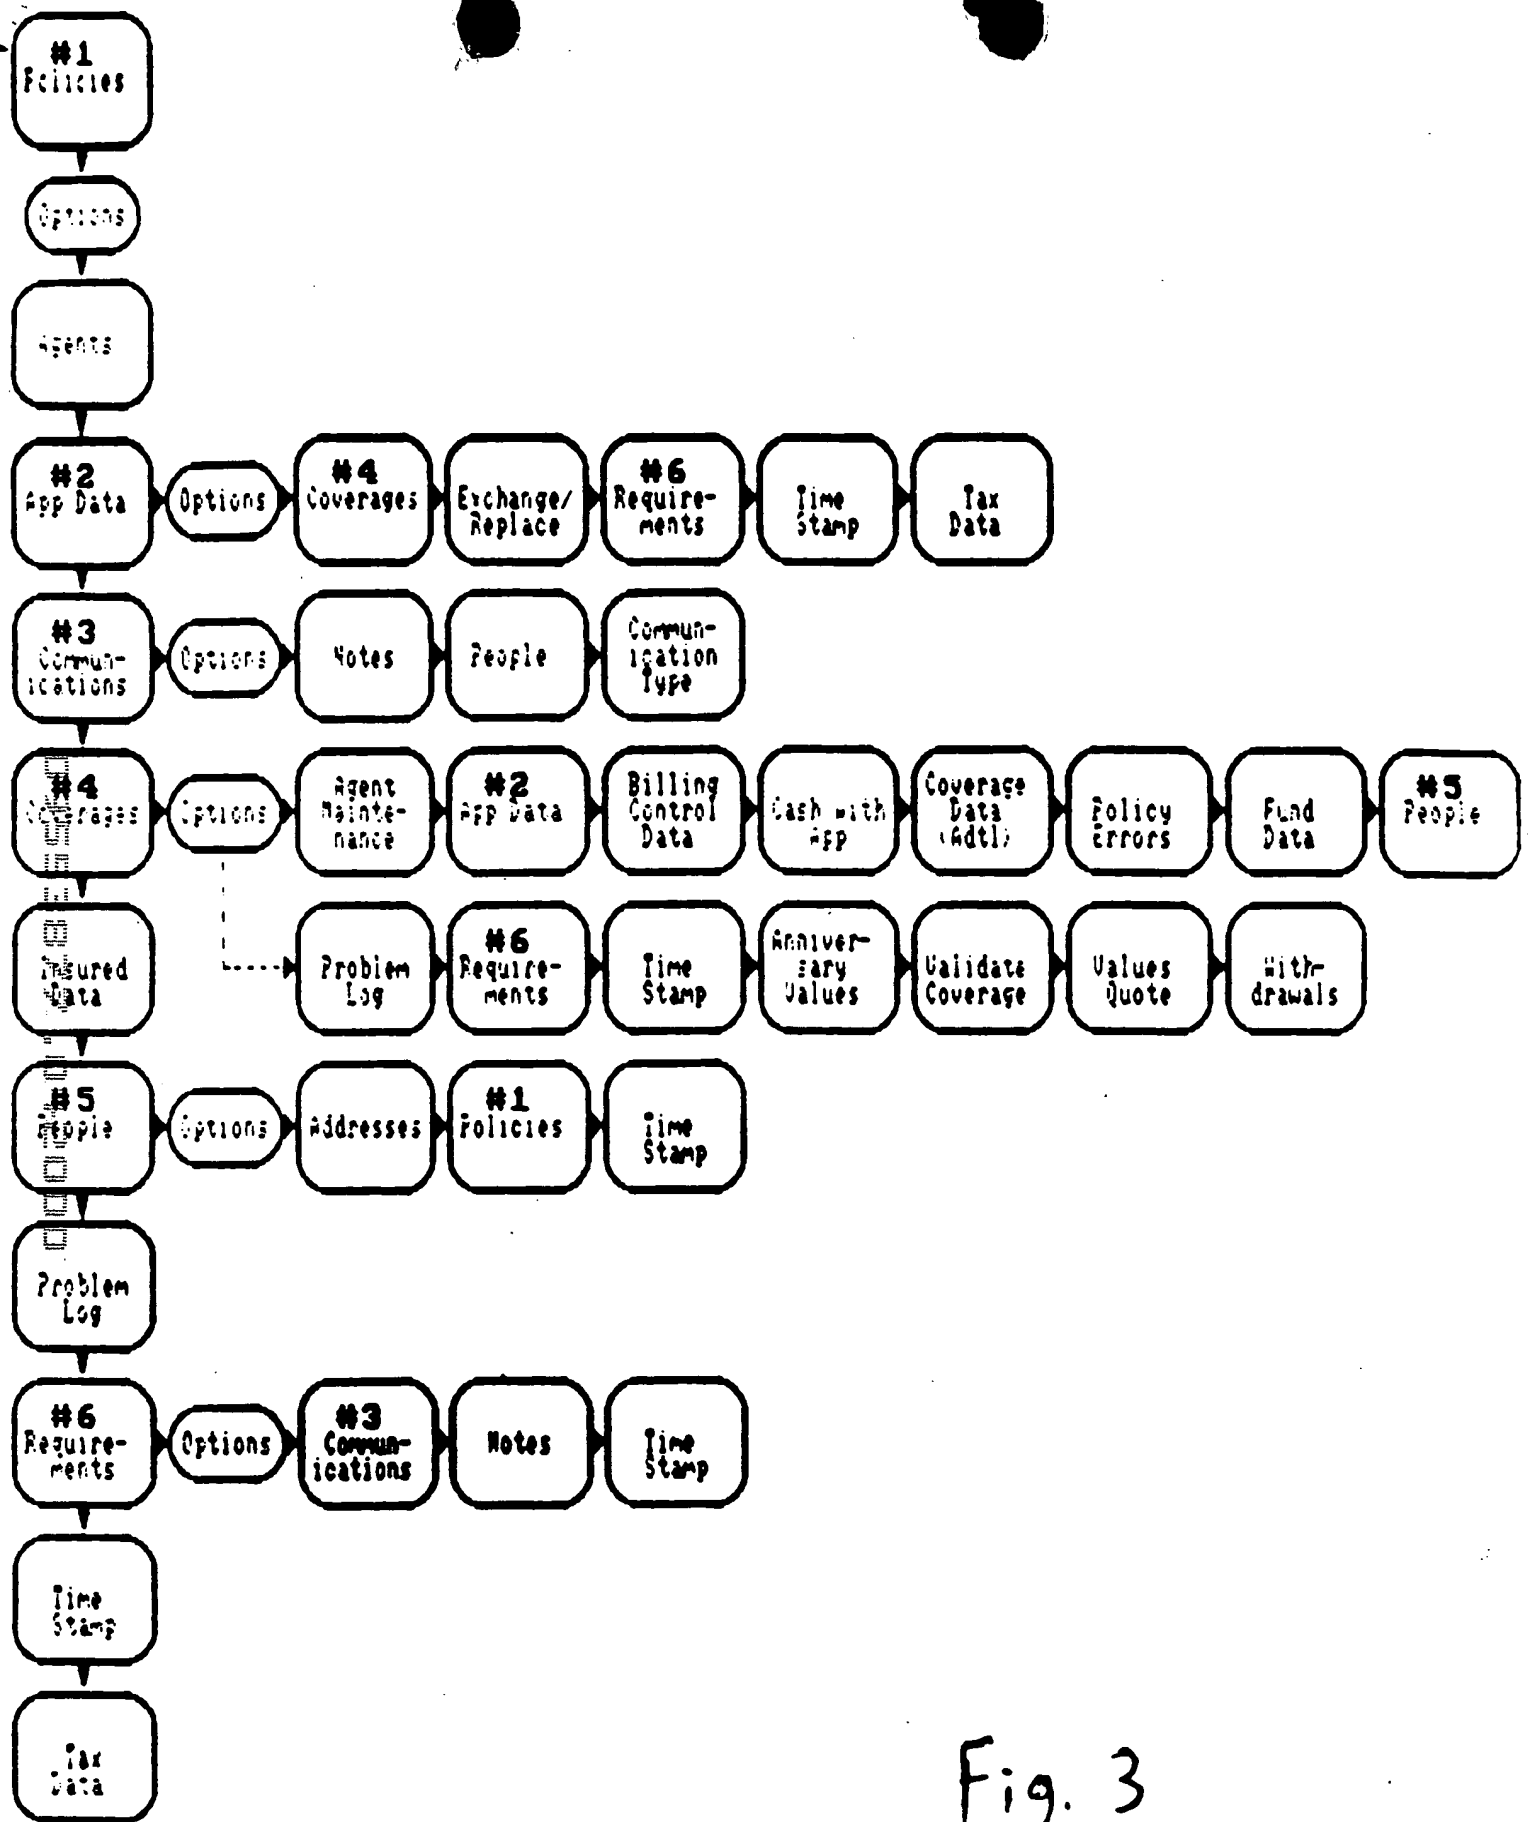 #1
Policies
Options
Agents
#2
App Data
Options
#4
Coverages
Exchange/
Replace
#6
Require-
ments
Time
Stamp
Tax
Data
#3
Commun-
ications
Options
Notes
People
Commun-
ication
Type
#4
Coverages
Options
Agent
Mainte-
nance
#2
App Data
Billing
Control
Data
Cash with
App
Coverage
Data
(Adtl)
Policy
Errors
Fund
Data
#5
People
Insured
Data
Problem
Log
#6
Require-
ments
Time
Stamp
Anniver-
sary
Values
Validate
Coverage
Values
Quote
With-
drawals
#5
People
Options
Addresses
#1
Policies
Time
Stamp
Problem
Log
#6
Require-
ments
Options
#3
Commun-
ications
Notes
Time
Stamp
Time
Stamp
Tax
Data
Fig. 3